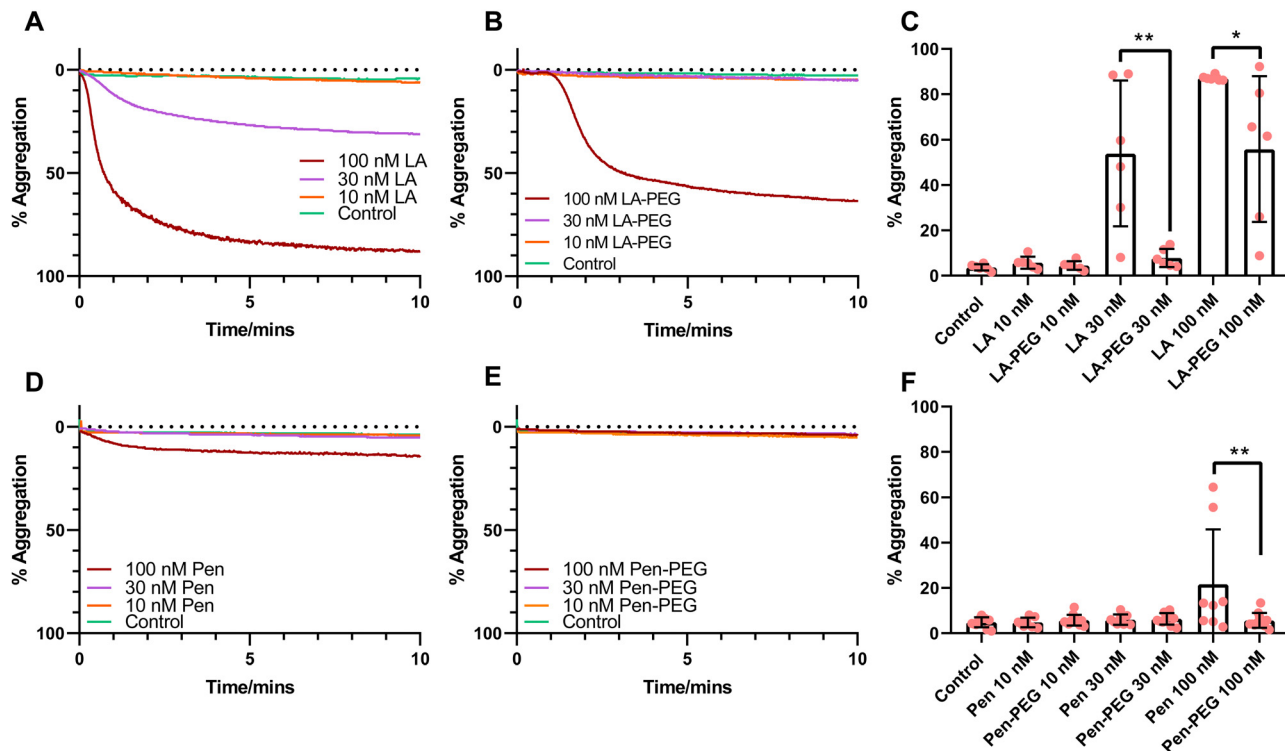 A
% Aggregation
0
50
100
100 nM LA
30 nM LA
10 nM LA
Control
0
5
10
Time/mins
B
% Aggregation
0
50
100
100 nM LA-PEG
30 nM LA-PEG
10 nM LA-PEG
Control
0
5
10
Time/mins
C
% Aggregation
100
80
60
40
20
0
**
*
Control
LA 10 nM
LA-PEG 10 nM
LA 30 nM
LA-PEG 30 nM
LA 100 nM
LA-PEG 100 nM
D
% Aggregation
0
50
100
100 nM Pen
30 nM Pen
10 nM Pen
Control
0
5
10
Time/mins
E
% Aggregation
0
50
100
100 nM Pen-PEG
30 nM Pen-PEG
10 nM Pen-PEG
Control
0
5
10
Time/mins
F
% Aggregation
100
80
60
40
20
0
**
Control
Pen 10 nM
Pen-PEG 10 nM
Pen 30 nM
Pen-PEG 30 nM
Pen 100 nM
Pen-PEG 100 nM